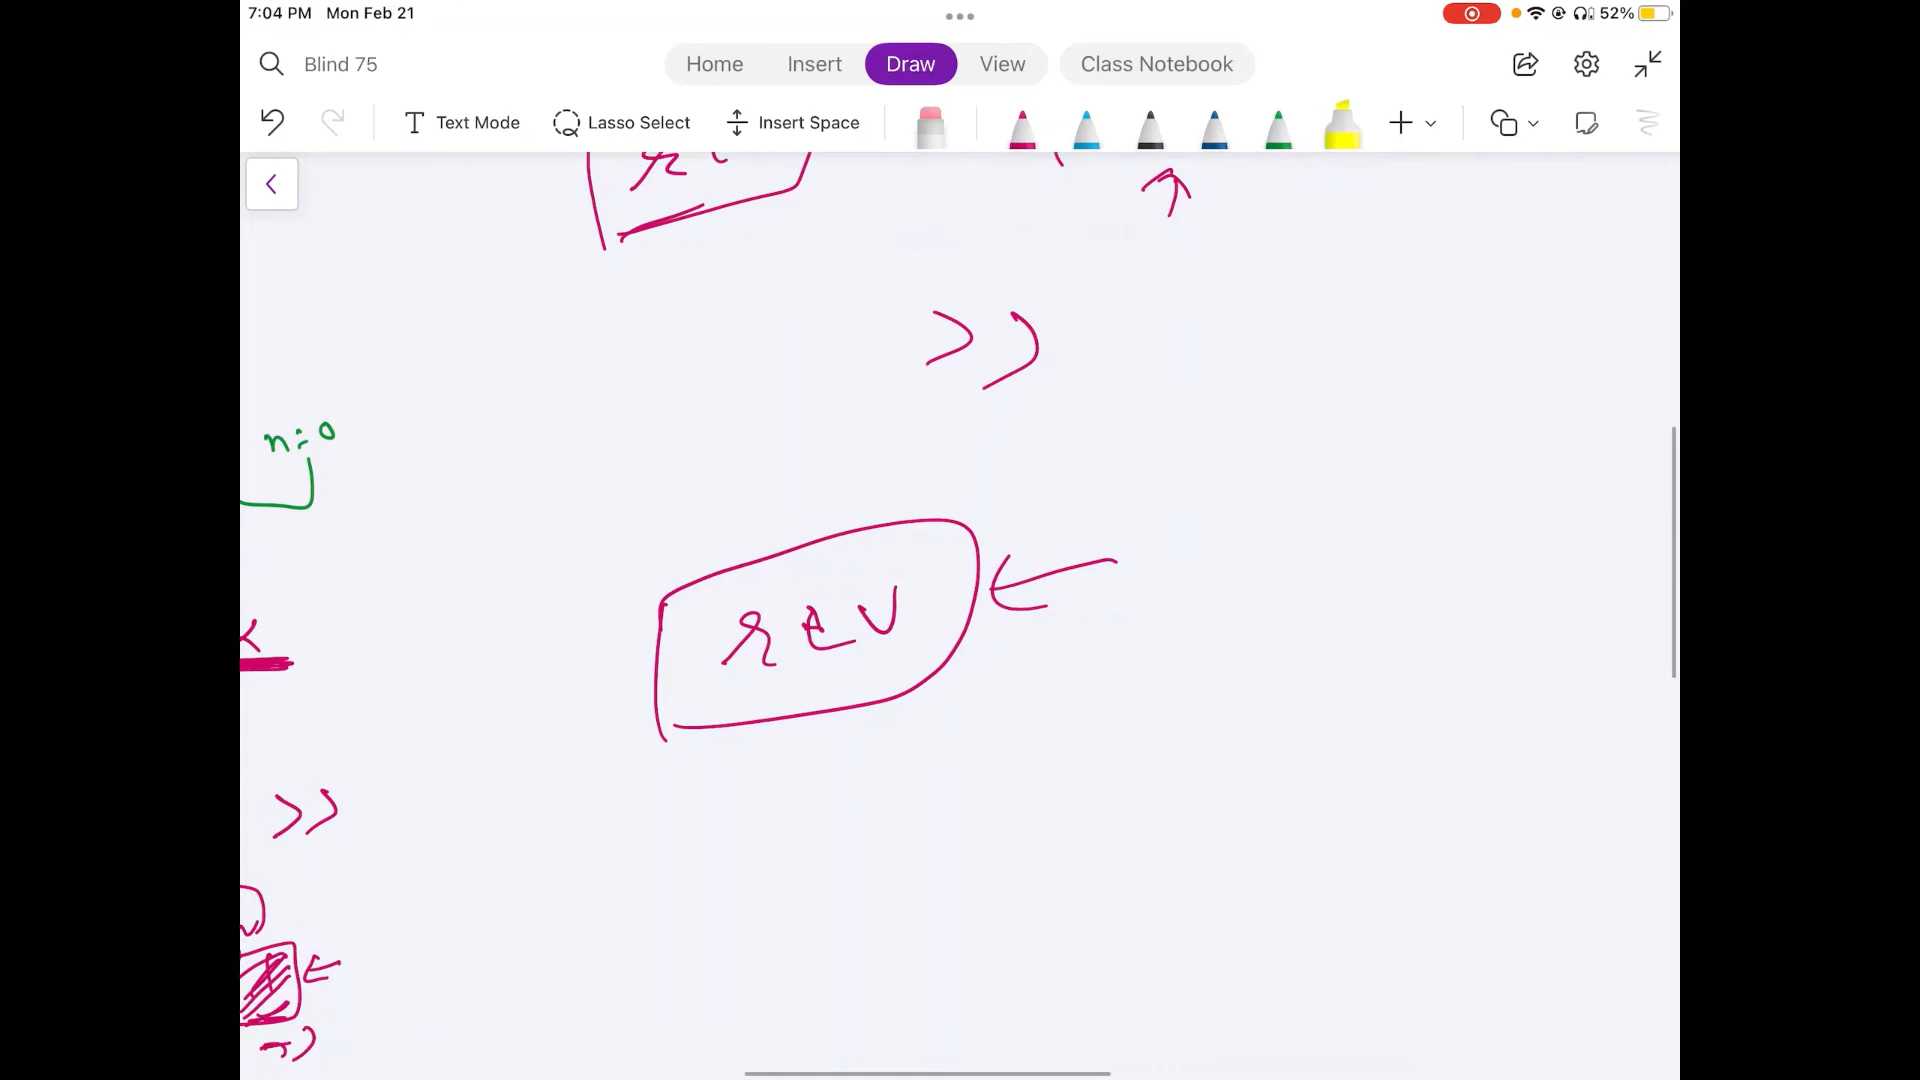 7:04 PM Mon Feb 21
52%
Blind 75
Home Insert Draw View Class Notebook
Text Mode Lasso Select Insert Space
>>
n = 0
rev
>>